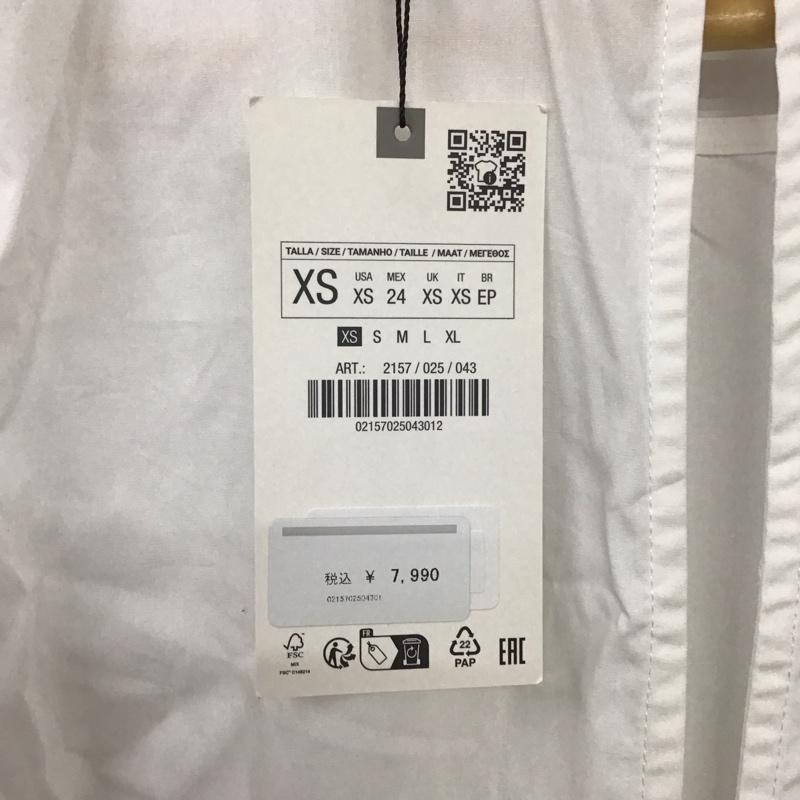 TALLA / SIZE / TAMANHO / TAILLE / MAAT / ΜΕΓΕΘΟΣ
XS USA XS MEX 24 UK XS IT XS BR EP
XS S M L XL
ART.: 2157 / 025 / 043
02157025043012
税込 ¥ 7,990
FR
FSC
MIX
22
PAP
EAC